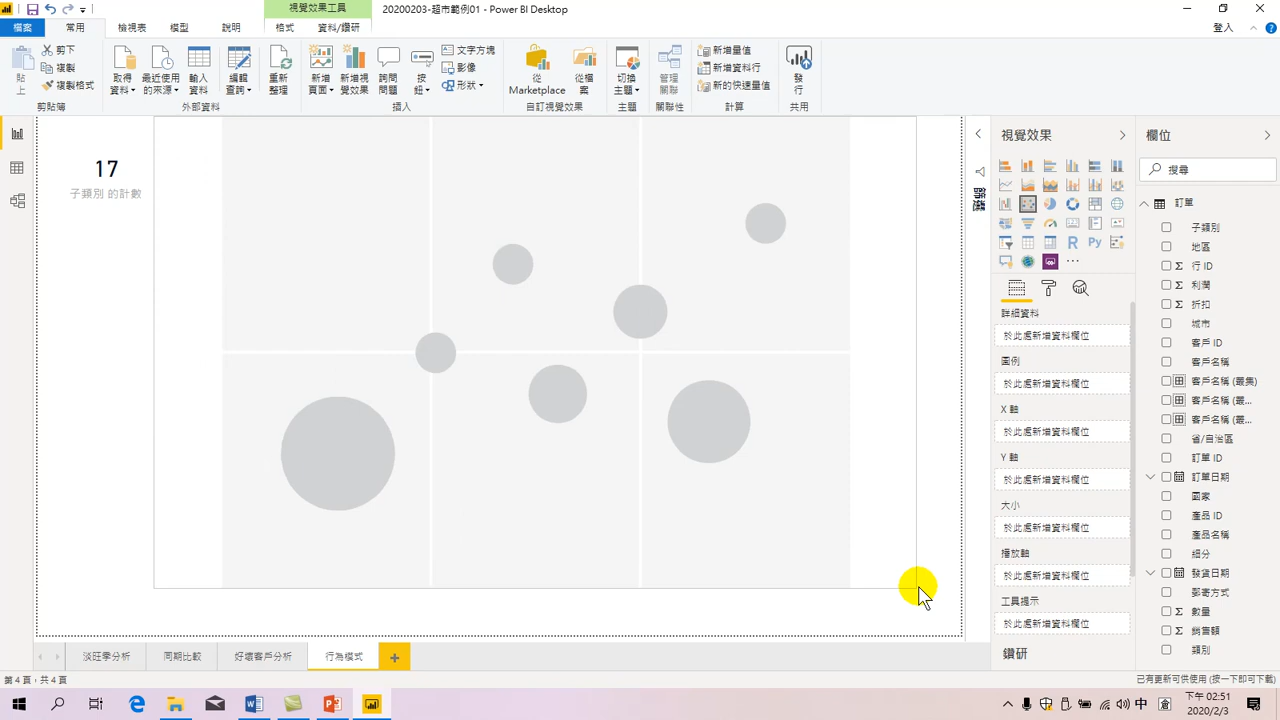 視覺效果工具
20200203-超市範例01 - Power BI Desktop
檔案
常用
檢視表
模型
說明
格式
資料/鑽研
登入
貼上
剪下
複製
複製格式
剪貼簿
取得資料
最近使用的來源
輸入資料
編輯查詢
重新整理
外部資料
新增頁面
新增視覺效果
詢問問題
按鈕
文字方塊
影像
形狀
插入
從 Marketplace
從檔案
自訂視覺效果
切換主題
主題
管理關聯
關聯性
新增量值
新增資料行
新的快速量值
計算
發行
共用
17
子類別 的計數
篩選
視覺效果
R
Py
詳細資料
於此處新增資料欄位
圖例
於此處新增資料欄位
X 軸
於此處新增資料欄位
Y 軸
於此處新增資料欄位
大小
於此處新增資料欄位
播放軸
於此處新增資料欄位
工具提示
於此處新增資料欄位
鑽研
欄位
搜尋
訂單
子類別
地區
行 ID
利潤
折扣
城市
客戶 ID
客戶名稱
客戶名稱 (叢集)
客戶名稱 (叢...
客戶名稱 (叢...
省/自治區
訂單 ID
訂單日期
國家
產品 ID
產品名稱
細分
發貨日期
郵寄方式
數量
銷售額
類別
淡旺季分析
同期比較
好壞客戶分析
行為模式
第 4 頁，共 4 頁
已有更新可供使用 (按一下即可下載)
中
下午 02:51
2020/2/3